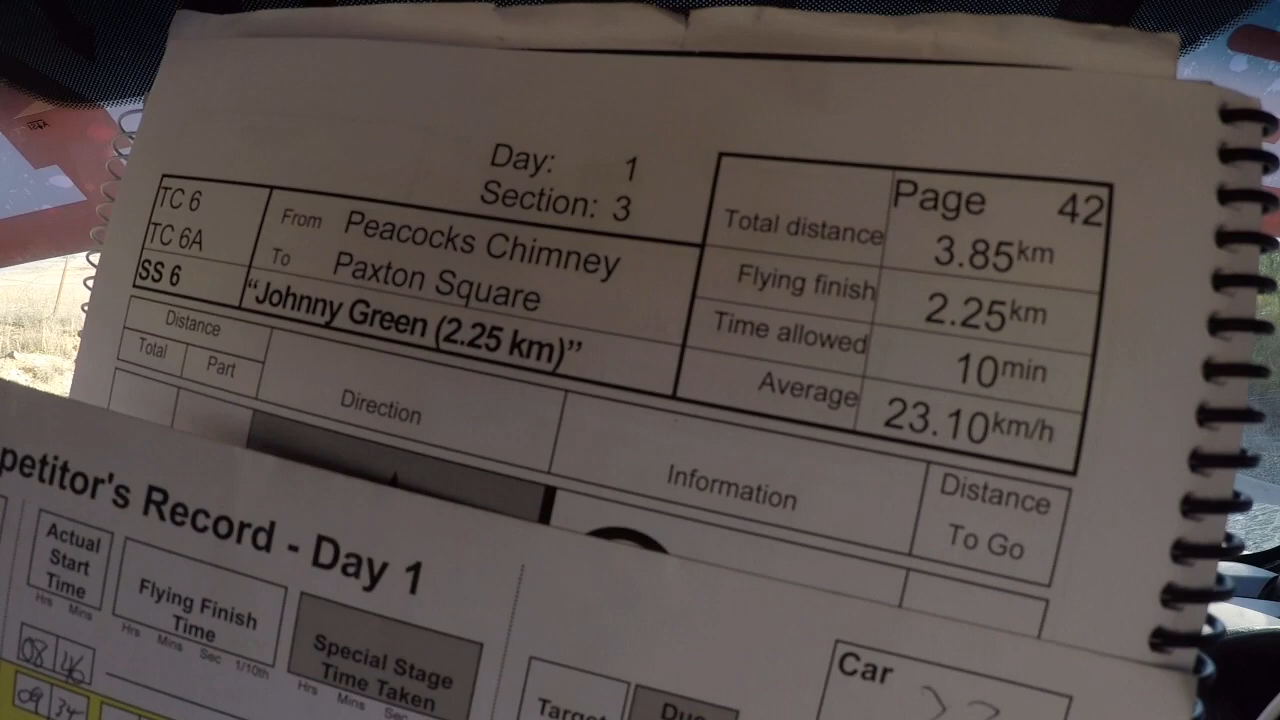 Day: 1
Section: 3
TC 6
TC 6A
SS 6
From Peacocks Chimney
To Paxton Square
“Johnny Green (2.25 km)”
Page 42
Total distance 3.85km
Flying finish 2.25km
Time allowed 10min
Average 23.10km/h
Distance
Total Part
Direction
Information
Distance
To Go
petitor's Record - Day 1
Actual
Start
Time
Hrs Mins
Flying Finish
Time
Hrs Mins Sec 1/10th
Special Stage
Time Taken
Hrs Mins Sec
Target
Due
Car
08 46
09 34